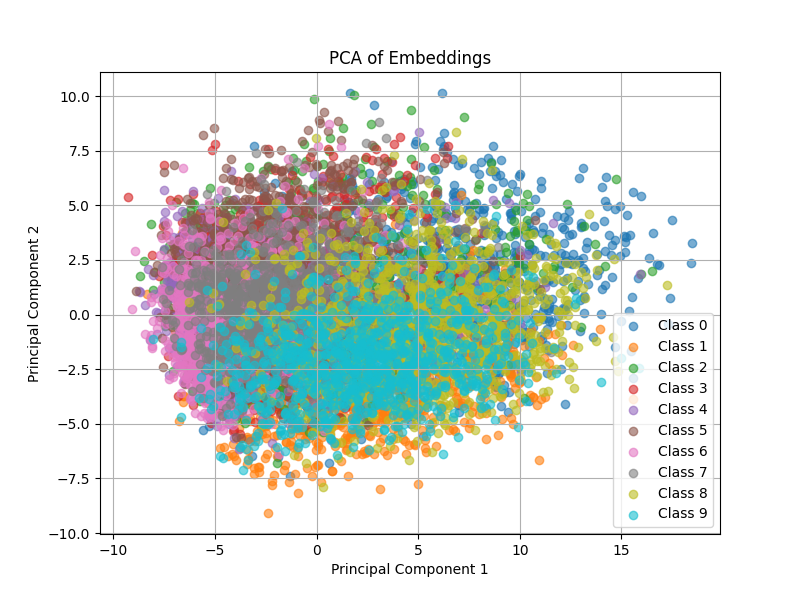 PCA of Embeddings
Principal Component 2
10.0
7.5
5.0
2.5
0.0
−2.5
−5.0
−7.5
−10.0
−10
−5
0
5
10
15
Principal Component 1
Class 0
Class 1
Class 2
Class 3
Class 4
Class 5
Class 6
Class 7
Class 8
Class 9